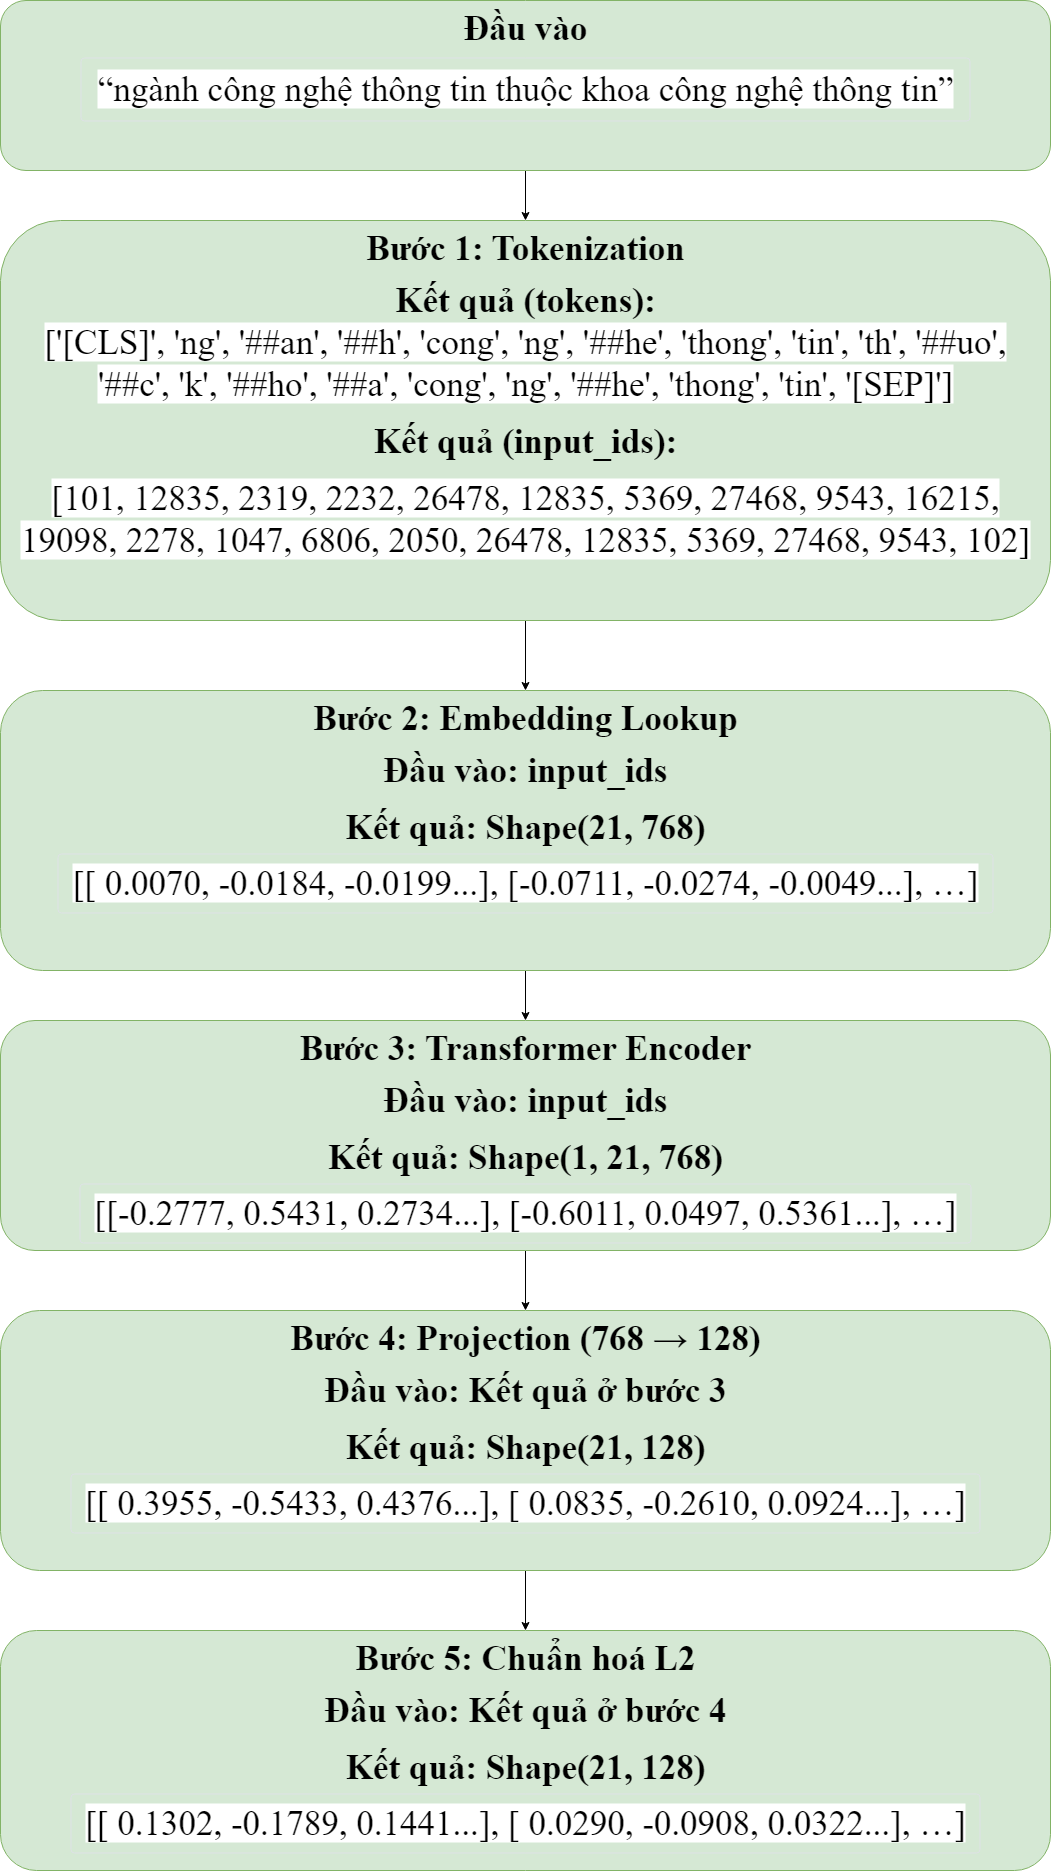 Đầu vào
“ngành công nghệ thông tin thuộc khoa công nghệ thông tin”
Bước 1: Tokenization
Kết quả (tokens):
['[CLS]', 'ng', '##an', '##h', 'cong', 'ng', '##he', 'thong', 'tin', 'th', '##uo',
'##c', 'k', '##ho', '##a', 'cong', 'ng', '##he', 'thong', 'tin', '[SEP]']
Kết quả (input_ids):
[101, 12835, 2319, 2232, 26478, 12835, 5369, 27468, 9543, 16215,
19098, 2278, 1047, 6806, 2050, 26478, 12835, 5369, 27468, 9543, 102]
Bước 2: Embedding Lookup
Đầu vào: input_ids
Kết quả: Shape(21, 768)
[[ 0.0070, -0.0184, -0.0199...], [-0.0711, -0.0274, -0.0049...], …]
Bước 3: Transformer Encoder
Đầu vào: input_ids
Kết quả: Shape(1, 21, 768)
[[-0.2777, 0.5431, 0.2734...], [-0.6011, 0.0497, 0.5361...], …]
Bước 4: Projection (768 → 128)
Đầu vào: Kết quả ở bước 3
Kết quả: Shape(21, 128)
[[ 0.3955, -0.5433, 0.4376...], [ 0.0835, -0.2610, 0.0924...], …]
Bước 5: Chuẩn hoá L2
Đầu vào: Kết quả ở bước 4
Kết quả: Shape(21, 128)
[[ 0.1302, -0.1789, 0.1441...], [ 0.0290, -0.0908, 0.0322...], …]